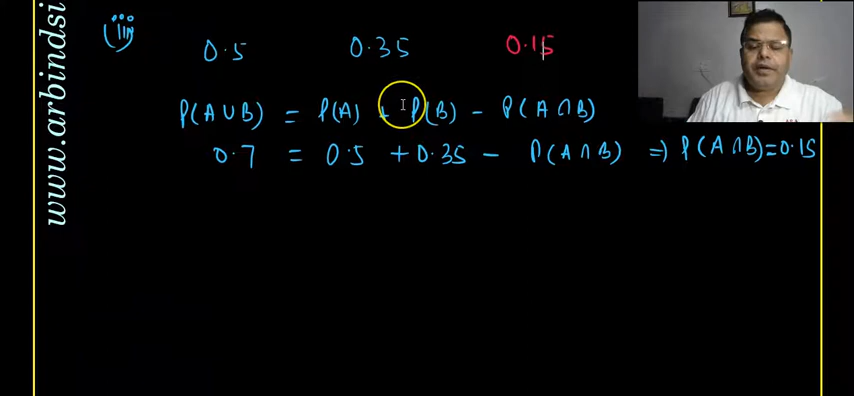 www.arbindsi
(iii) 0.5 0.35 0.15
P(A∪B) = P(A) + P(B) - P(A∩B)
0.7 = 0.5 + 0.35 - P(A∩B) ⇒ P(A∩B)=0.15